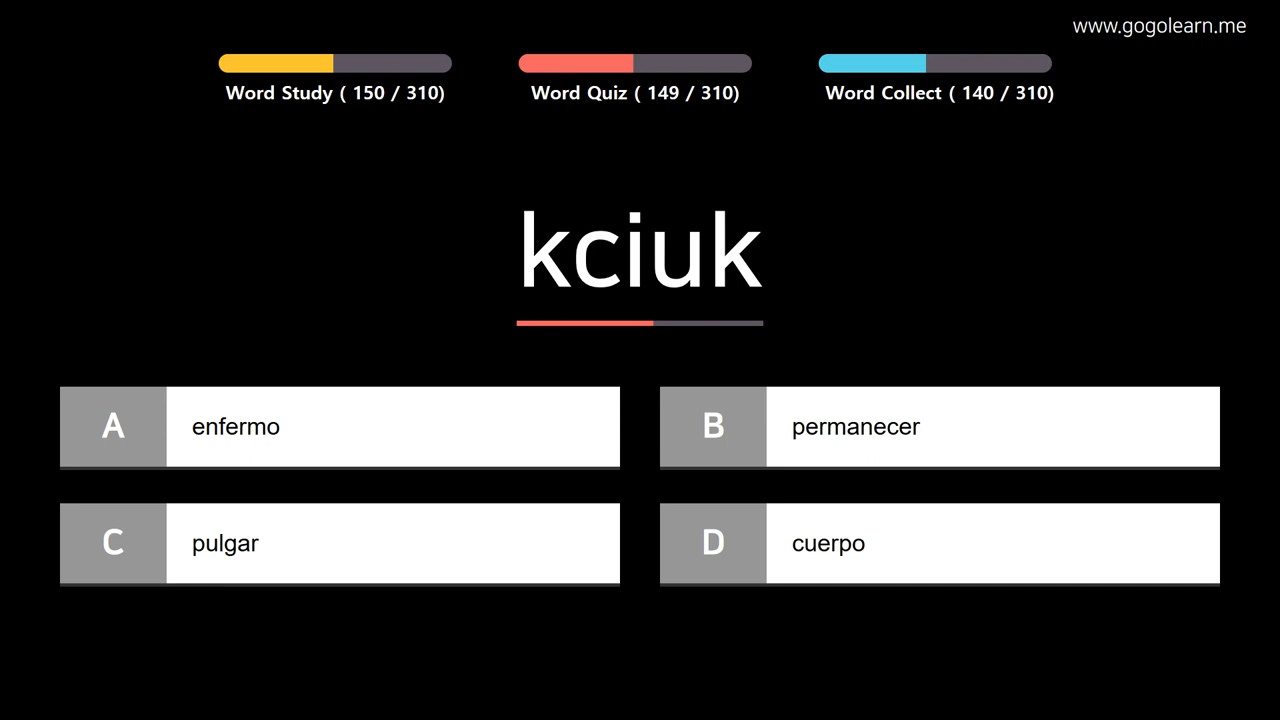 www.gogolearn.me
Word Study ( 150 / 310)
Word Quiz ( 149 / 310)
Word Collect ( 140 / 310)
kciuk
A enfermo
B permanecer
C pulgar
D cuerpo